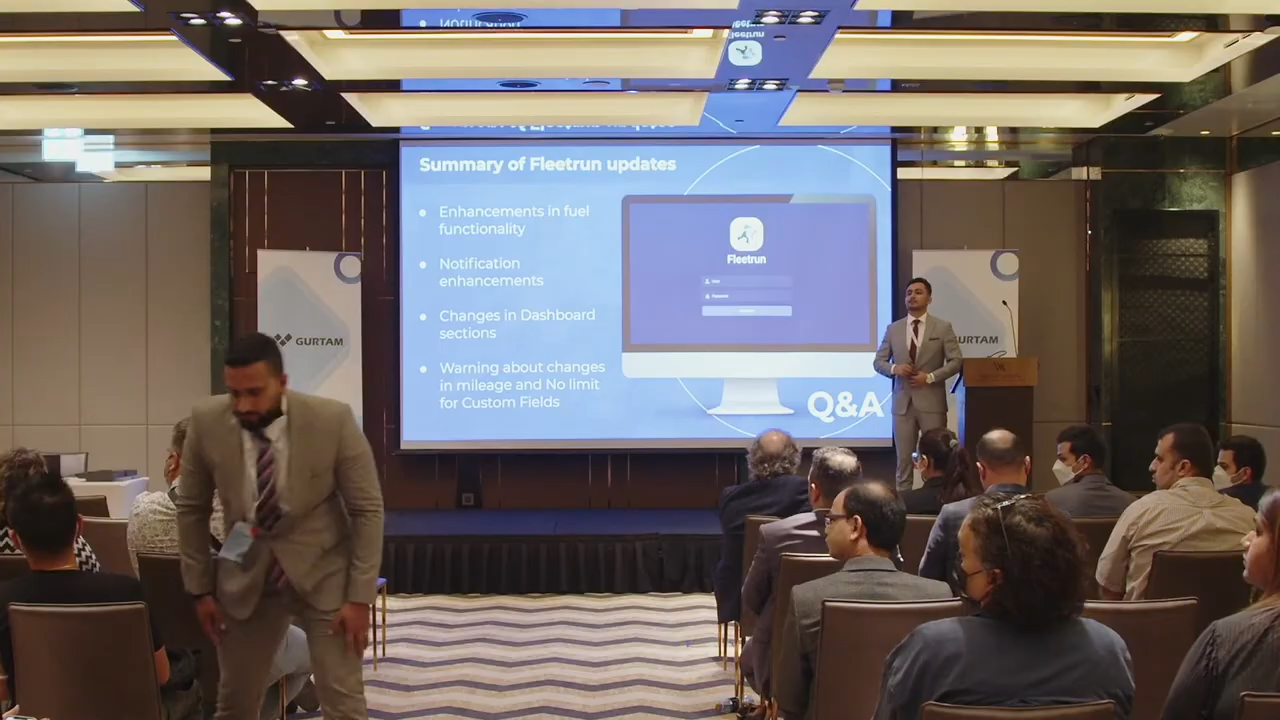 Summary of Fleetrun updates
Enhancements in fuel
functionality
Notification
enhancements
Changes in Dashboard
sections
Warning about changes
in mileage and No limit
for Custom Fields
Fleetrun
Q&A
GURTAM
GURTAM